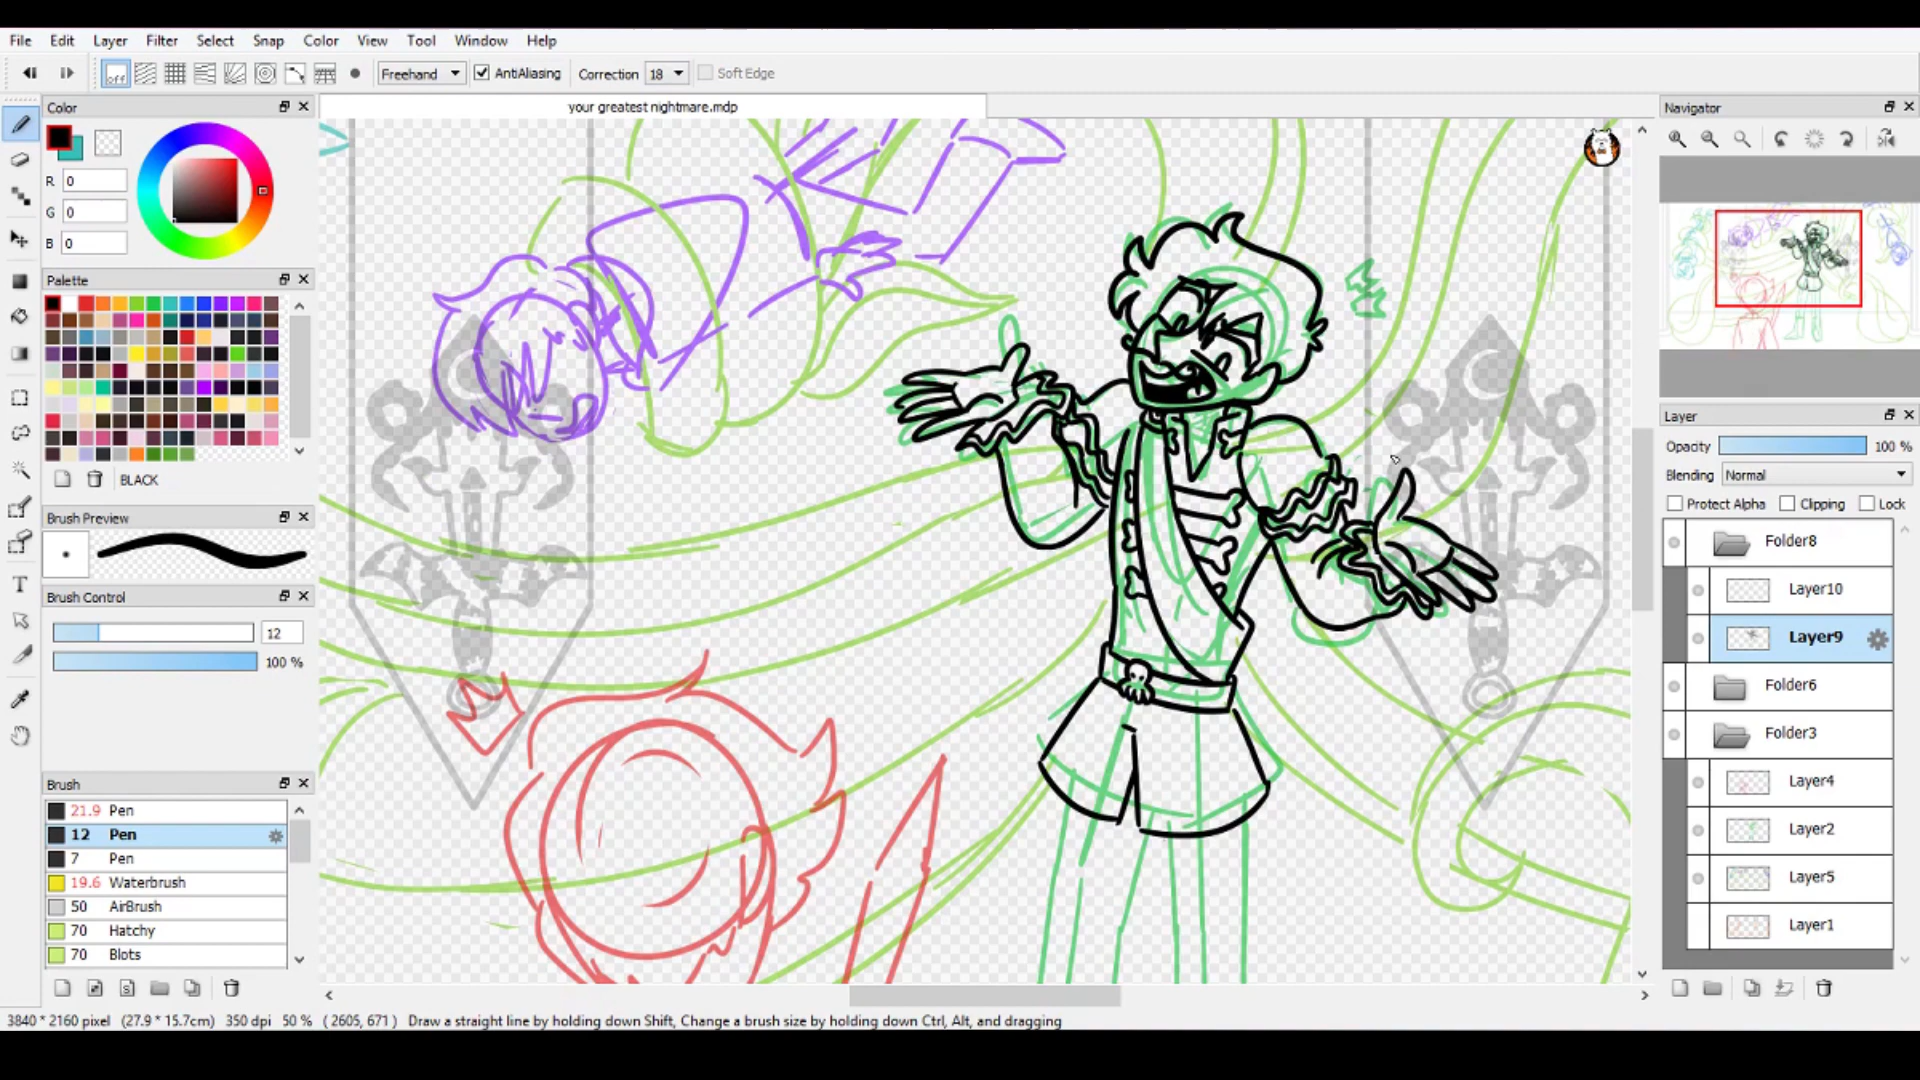 File Edit Layer Filter Select Snap Color View Tool Window Help
off Freehand AntiAliasing Correction 18 Soft Edge
Color
R 0
G 0
B 0
Palette
BLACK
Brush Preview
Brush Control
12
100 %
Brush
21.9 Pen
12 Pen
7 Pen
19.6 Waterbrush
50 AirBrush
70 Hatchy
70 Blots
your greatest nightmare.mdp
Navigator
Layer
Opacity 100 %
Blending Normal
Protect Alpha Clipping Lock
Folder8
Layer10
Layer9
Folder6
Folder3
Layer4
Layer2
Layer5
Layer1
3840 * 2160 pixel (27.9 * 15.7cm) 350 dpi 50 % ( 2605, 671 ) Draw a straight line by holding down Shift, Change a brush size by holding down Ctrl, Alt, and dragging